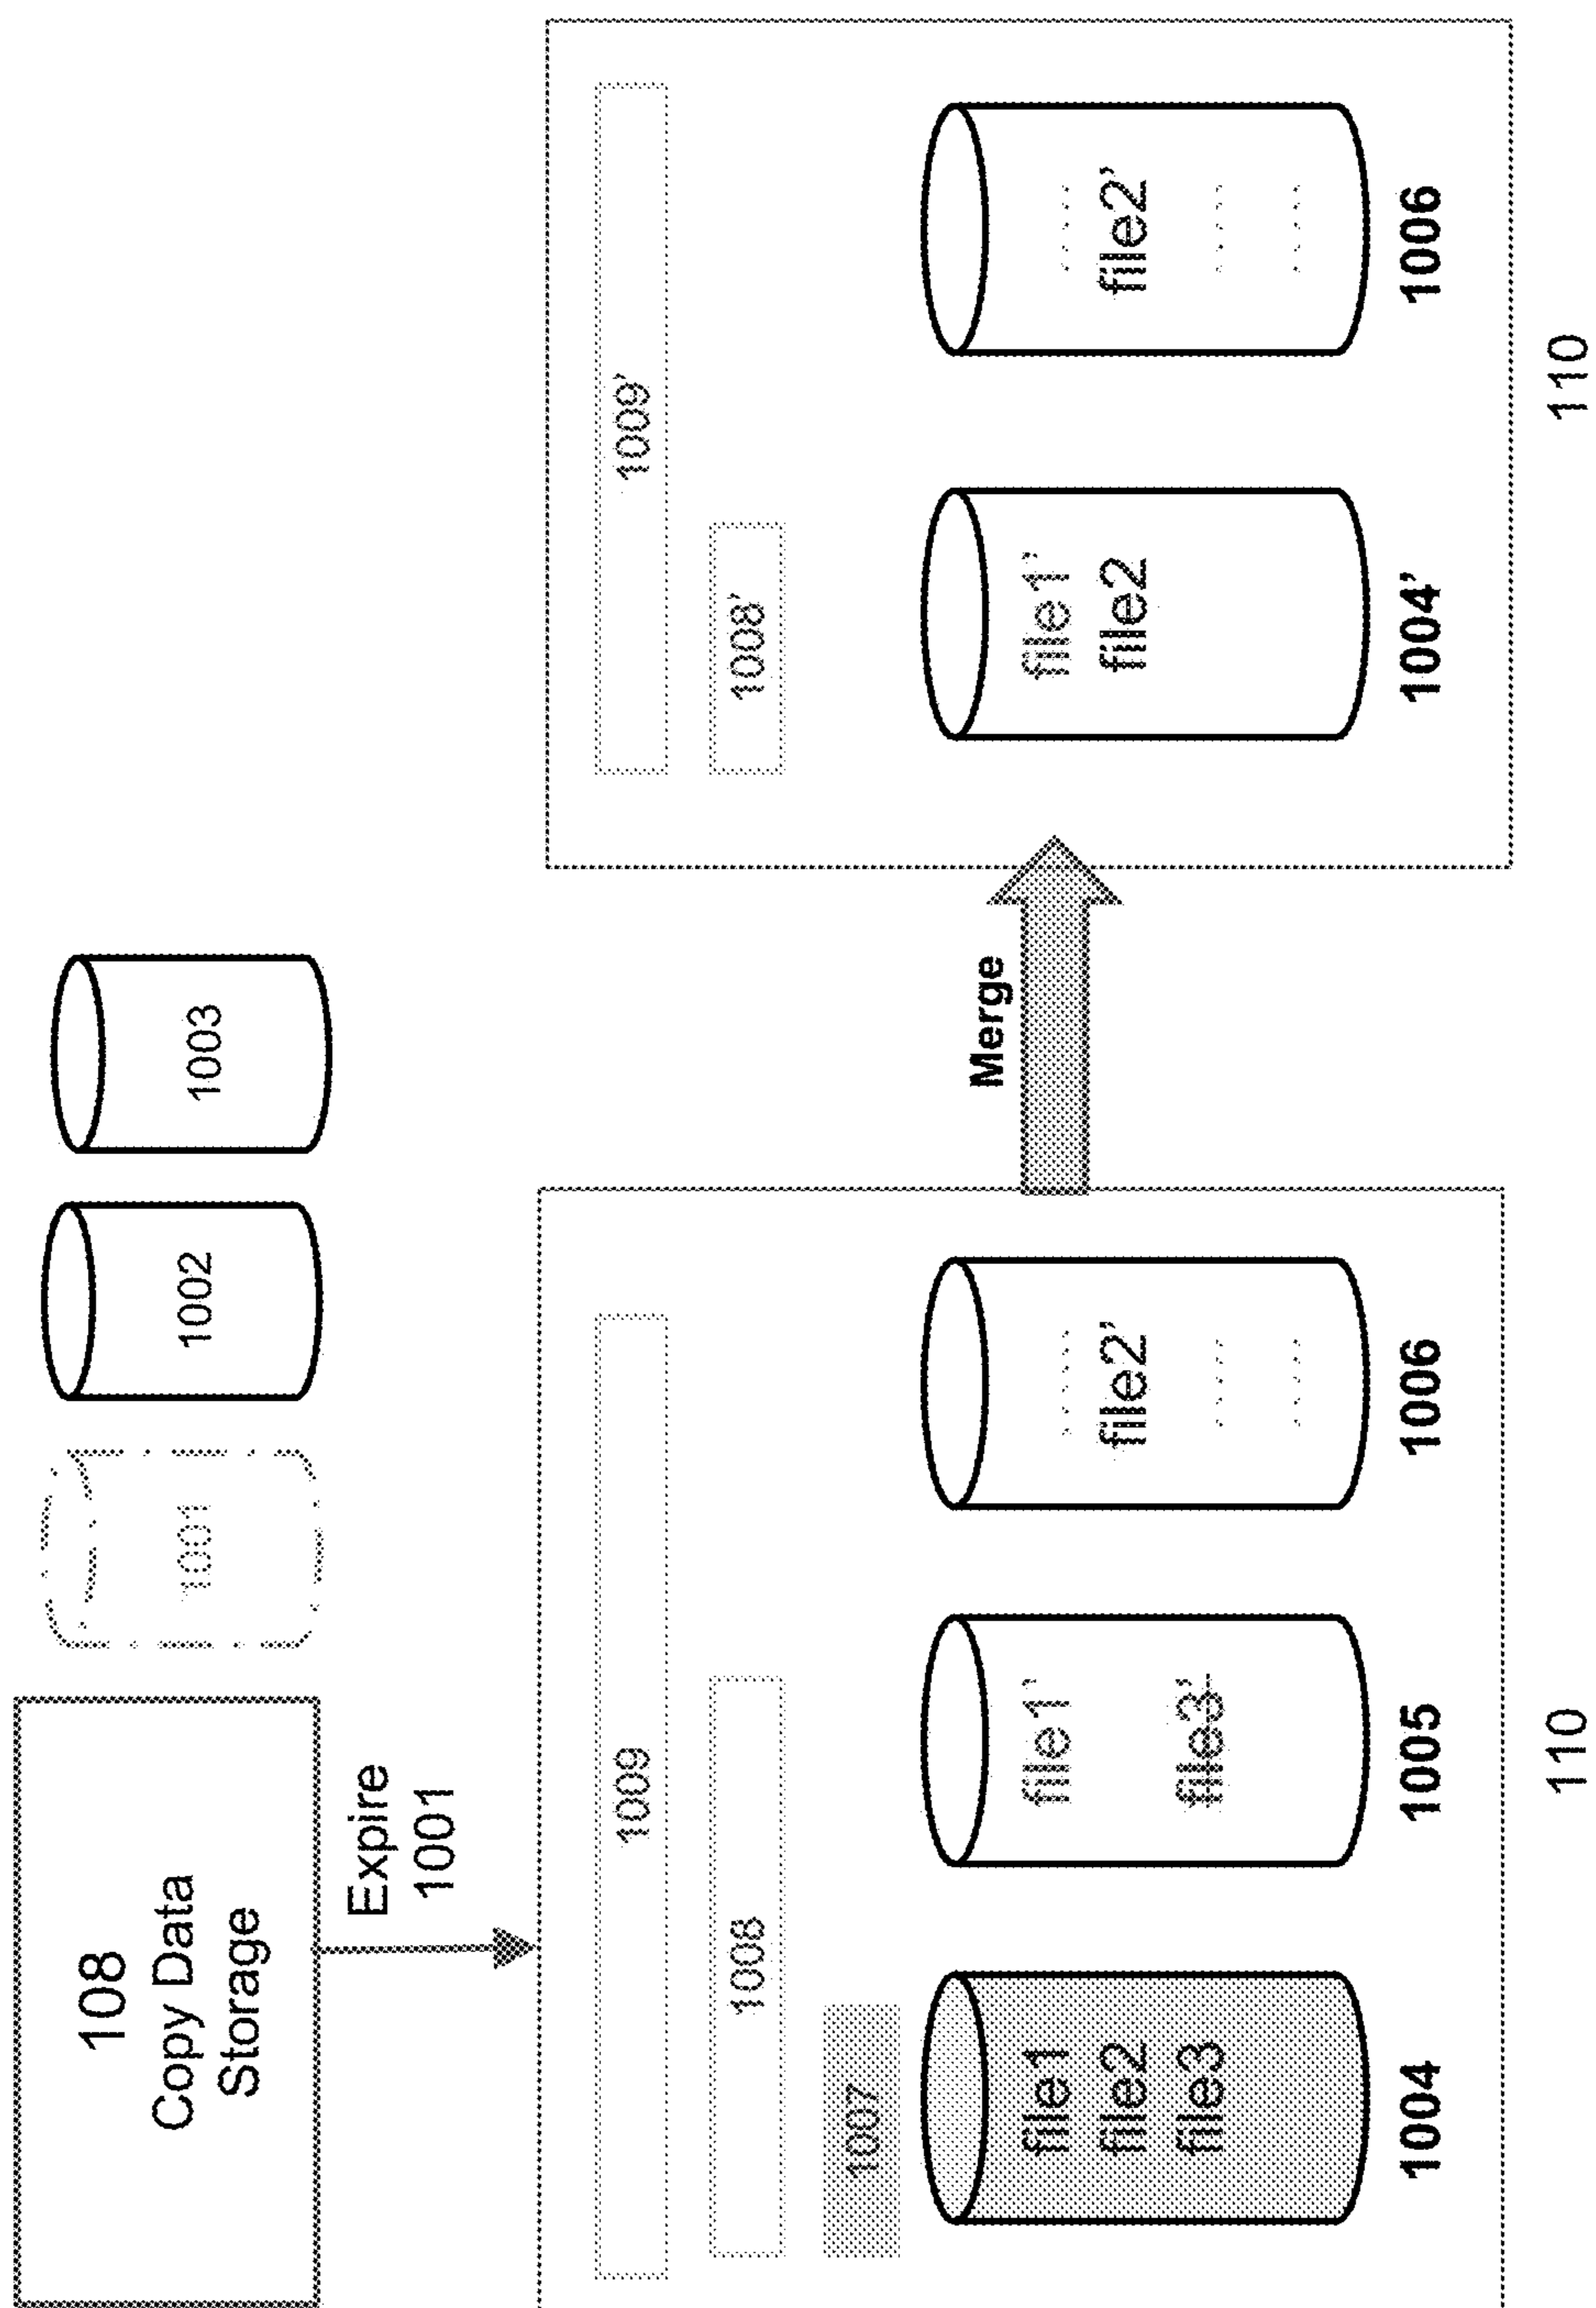 108
Copy Data
Storage
1001
1002
1003
Expire
1001
1009
1008
1007
file1
file2
file3
1004
file1'
file3'
1005
file2'
1006
110
Merge
1009'
1008'
file1'
file2
1004'
file2'
1006
110